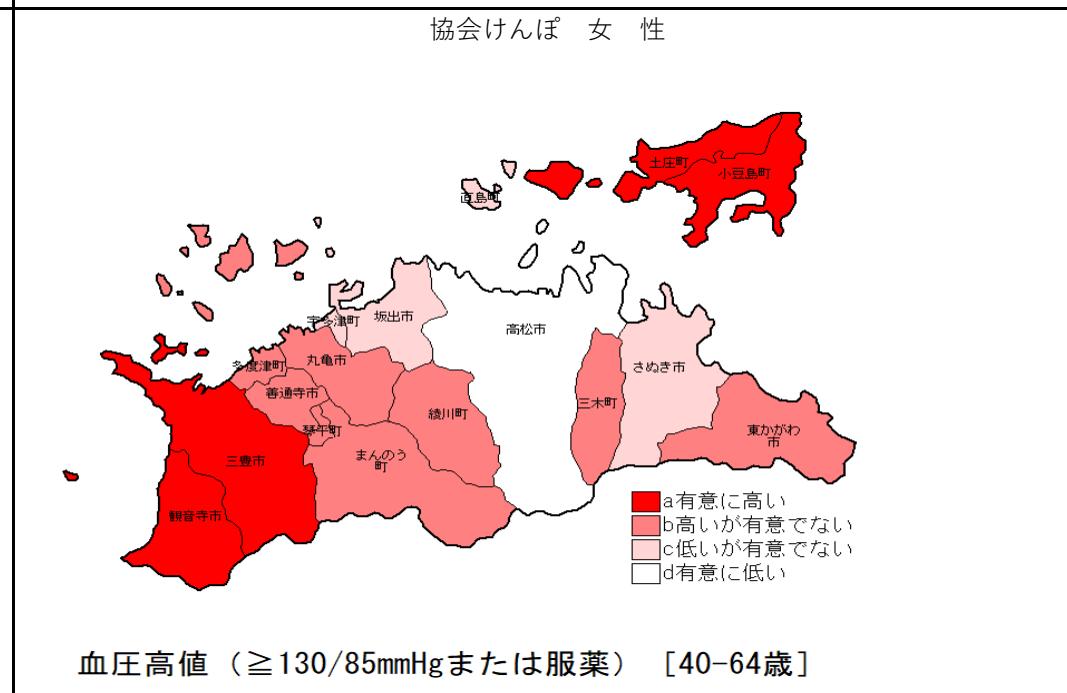 協会けんぽ　女　性
土庄町
小豆島町
直島町
宇多津町
坂出市
高松市
多度津町
丸亀市
さぬき市
善通寺市
綾川町
三木町
琴平町
東かがわ
市
まんのう
町
三豊市
観音寺市
a有意に高い
b高いが有意でない
c低いが有意でない
d有意に低い
血圧高値（≧130/85mmHgまたは服薬）［40-64歳］